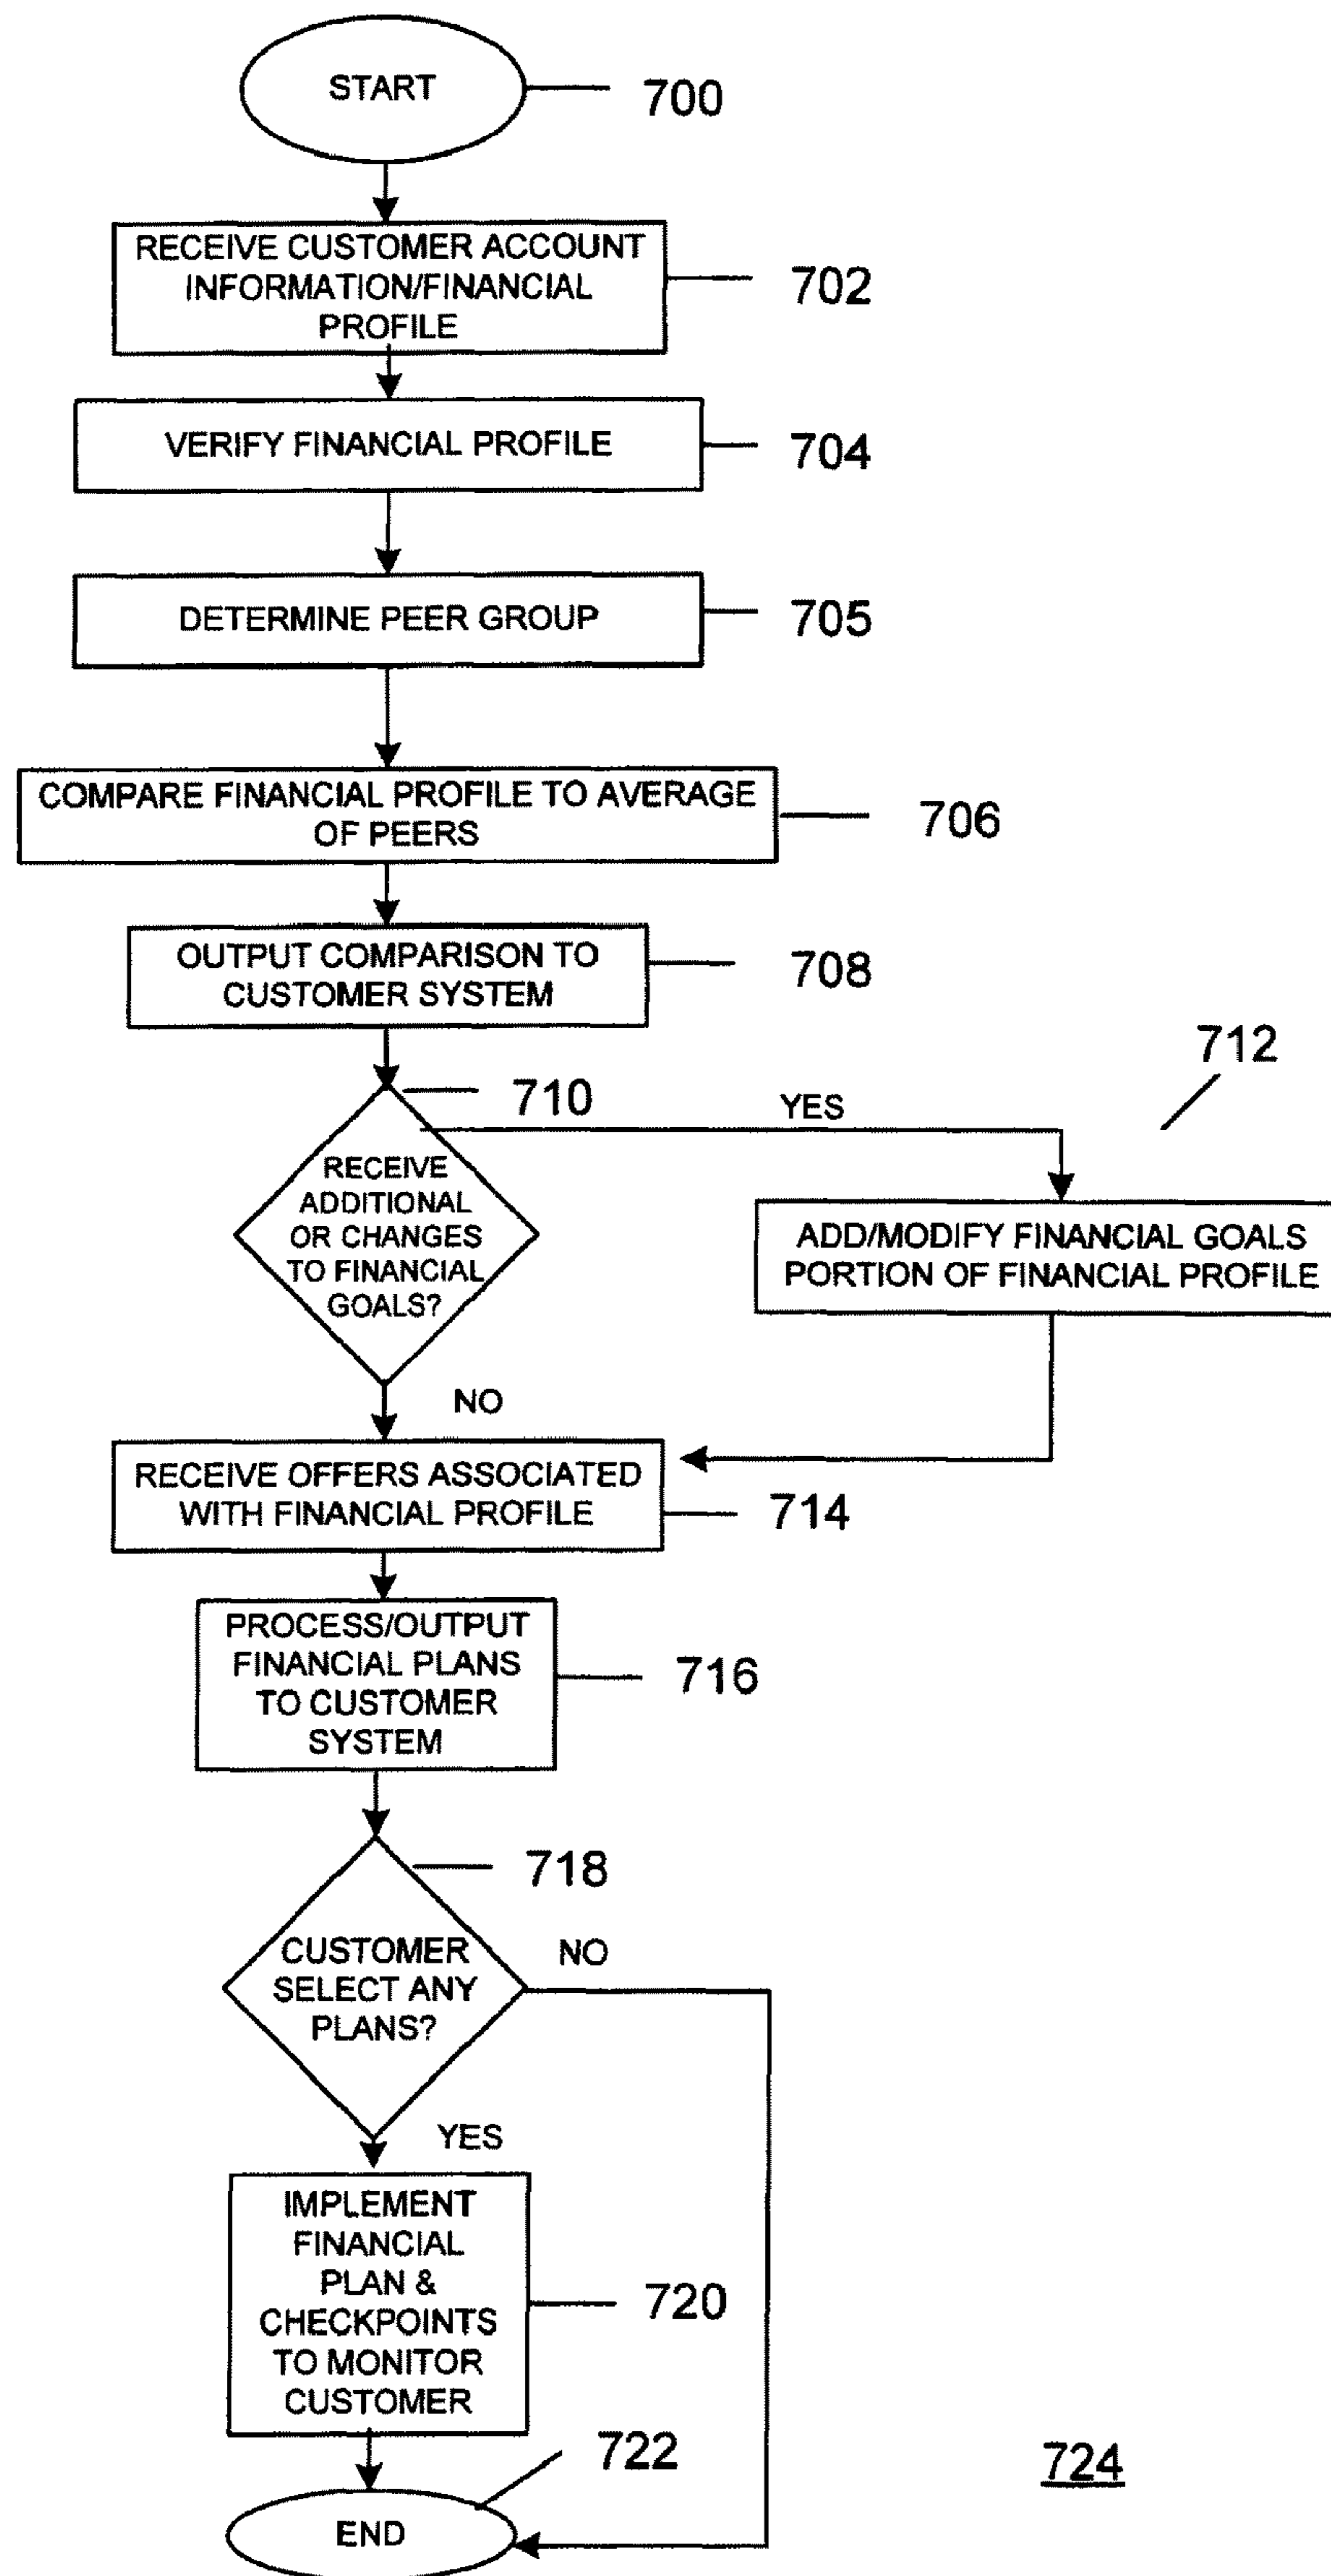 START
700
RECEIVE CUSTOMER ACCOUNT
INFORMATION/FINANCIAL
PROFILE
702
VERIFY FINANCIAL PROFILE
704
DETERMINE PEER GROUP
705
COMPARE FINANCIAL PROFILE TO AVERAGE
OF PEERS
706
OUTPUT COMPARISON TO
CUSTOMER SYSTEM
708
710
RECEIVE
ADDITIONAL
OR CHANGES
TO FINANCIAL
GOALS?
YES
712
ADD/MODIFY FINANCIAL GOALS
PORTION OF FINANCIAL PROFILE
NO
RECEIVE OFFERS ASSOCIATED
WITH FINANCIAL PROFILE
714
PROCESS/OUTPUT
FINANCIAL PLANS
TO CUSTOMER
SYSTEM
716
718
CUSTOMER
SELECT ANY
PLANS?
NO
YES
IMPLEMENT
FINANCIAL
PLAN &
CHECKPOINTS
TO MONITOR
CUSTOMER
720
722
END
724